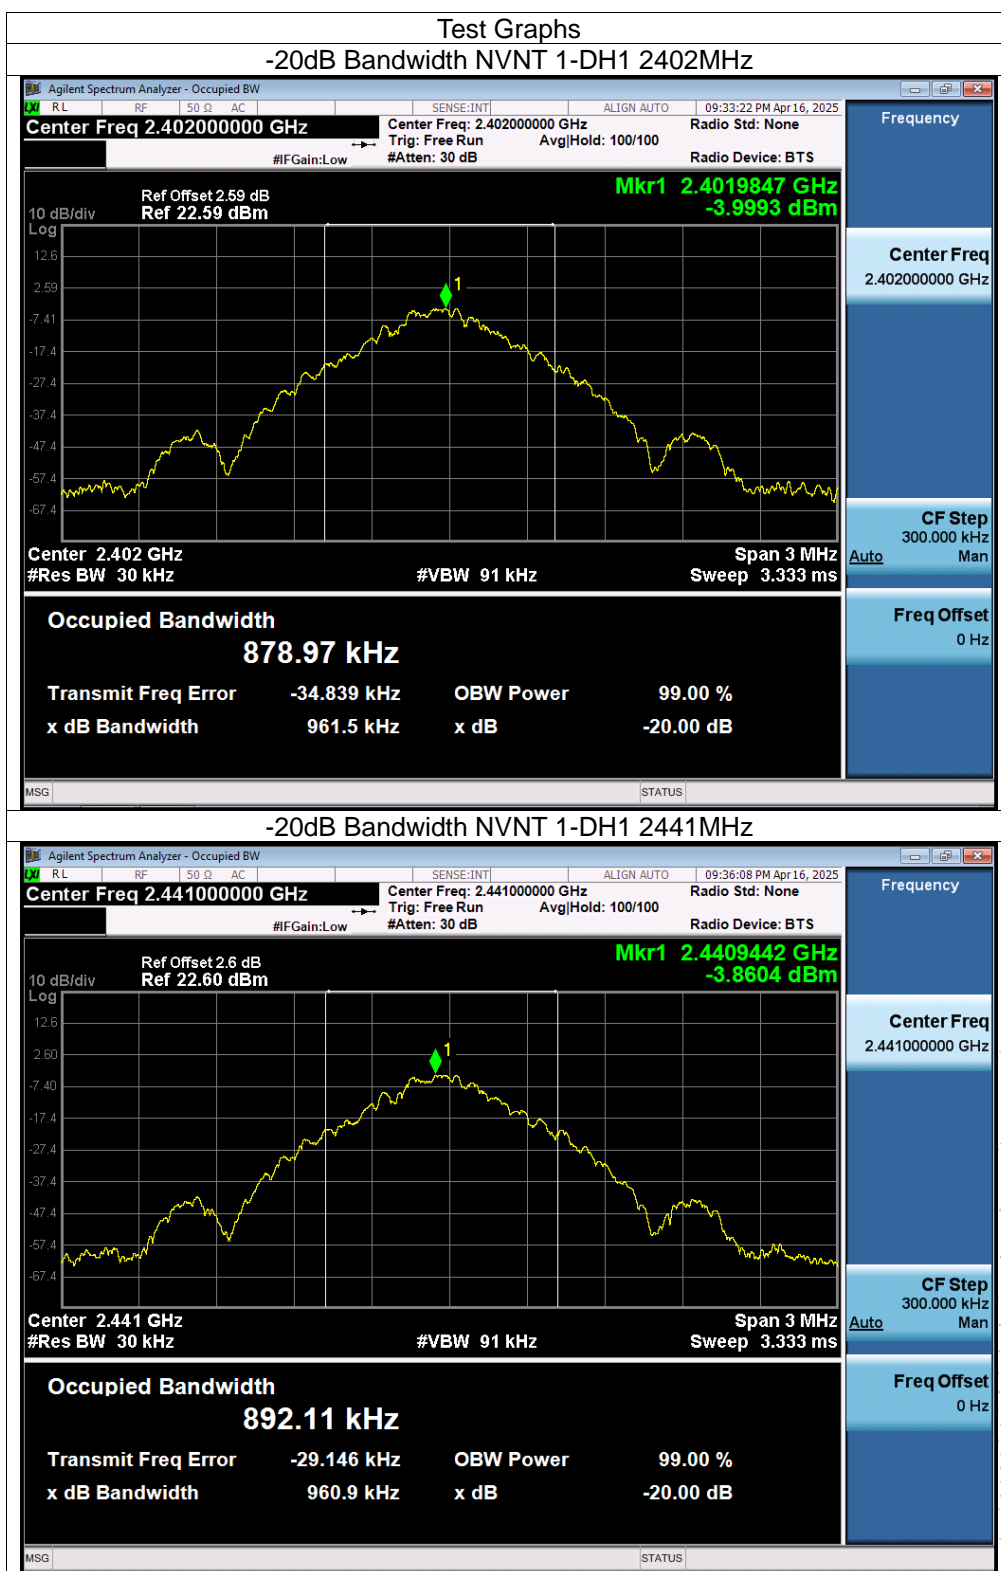 Test Graphs
-20dB Bandwidth NVNT 1-DH1 2402MHz
Agilent Spectrum Analyzer - Occupied BW
LXI RL RF 50 Ω AC SENSE:INT ALIGN AUTO 09:33:22 PM Apr 16, 2025
Center Freq 2.402000000 GHz
Center Freq: 2.402000000 GHz
Radio Std: None
Trig: Free Run Avg|Hold: 100/100
#IFGain:Low
#Atten: 30 dB
Radio Device: BTS
Frequency
Mkr1 2.4019847 GHz
-3.9993 dBm
Ref Offset 2.59 dB
10 dB/div Ref 22.59 dBm
Log
12.6
2.59
-7.41
-17.4
-27.4
-37.4
-47.4
-57.4
-67.4
1
Center 2.402 GHz
Span 3 MHz
#Res BW 30 kHz
#VBW 91 kHz
Sweep 3.333 ms
Center Freq
2.402000000 GHz
CF Step
300.000 kHz
Auto Man
Freq Offset
0 Hz
Occupied Bandwidth
878.97 kHz
Transmit Freq Error -34.839 kHz OBW Power 99.00 %
x dB Bandwidth 961.5 kHz x dB -20.00 dB
MSG STATUS
-20dB Bandwidth NVNT 1-DH1 2441MHz
Agilent Spectrum Analyzer - Occupied BW
LXI RL RF 50 Ω AC SENSE:INT ALIGN AUTO 09:36:08 PM Apr 16, 2025
Center Freq 2.441000000 GHz
Center Freq: 2.441000000 GHz
Radio Std: None
Trig: Free Run Avg|Hold: 100/100
#IFGain:Low
#Atten: 30 dB
Radio Device: BTS
Frequency
Mkr1 2.4409442 GHz
-3.8604 dBm
Ref Offset 2.6 dB
10 dB/div Ref 22.60 dBm
Log
12.6
2.60
-7.40
-17.4
-27.4
-37.4
-47.4
-57.4
-67.4
1
Center 2.441 GHz
Span 3 MHz
#Res BW 30 kHz
#VBW 91 kHz
Sweep 3.333 ms
Center Freq
2.441000000 GHz
CF Step
300.000 kHz
Auto Man
Freq Offset
0 Hz
Occupied Bandwidth
892.11 kHz
Transmit Freq Error -29.146 kHz OBW Power 99.00 %
x dB Bandwidth 960.9 kHz x dB -20.00 dB
MSG STATUS